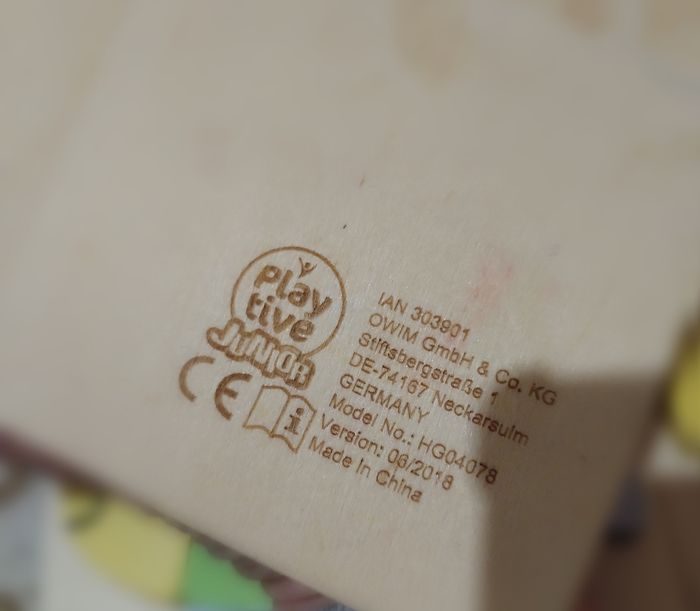 Play
tive
JUNIOR
CE
i
IAN 303901
OWIM GmbH & Co. KG
Stiftsbergstraße 1
DE-74167 Neckarsulm
GERMANY
Model No.: HG04078
Version: 06/2018
Made in China